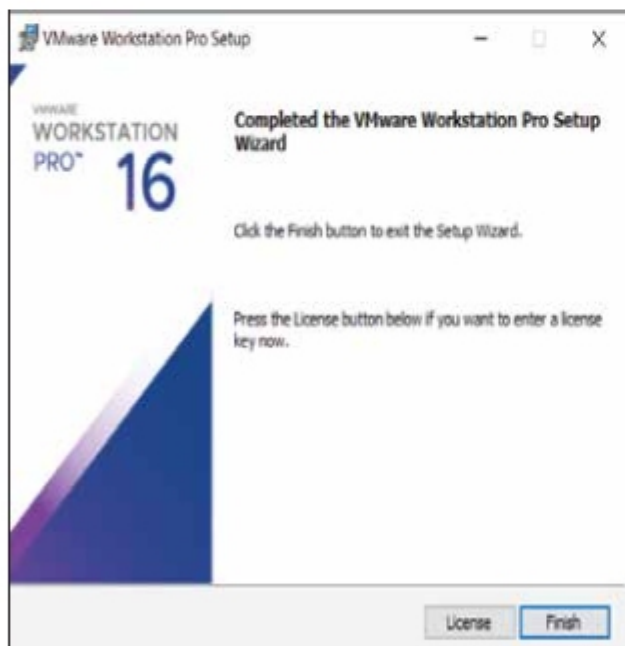 VMware Workstation Pro Setup
VMWARE
WORKSTATION
PRO™
16
Completed the VMware Workstation Pro Setup
Wizard
Click the Finish button to exit the Setup Wizard.
Press the License button below if you want to enter a license
key now.
License
Finish